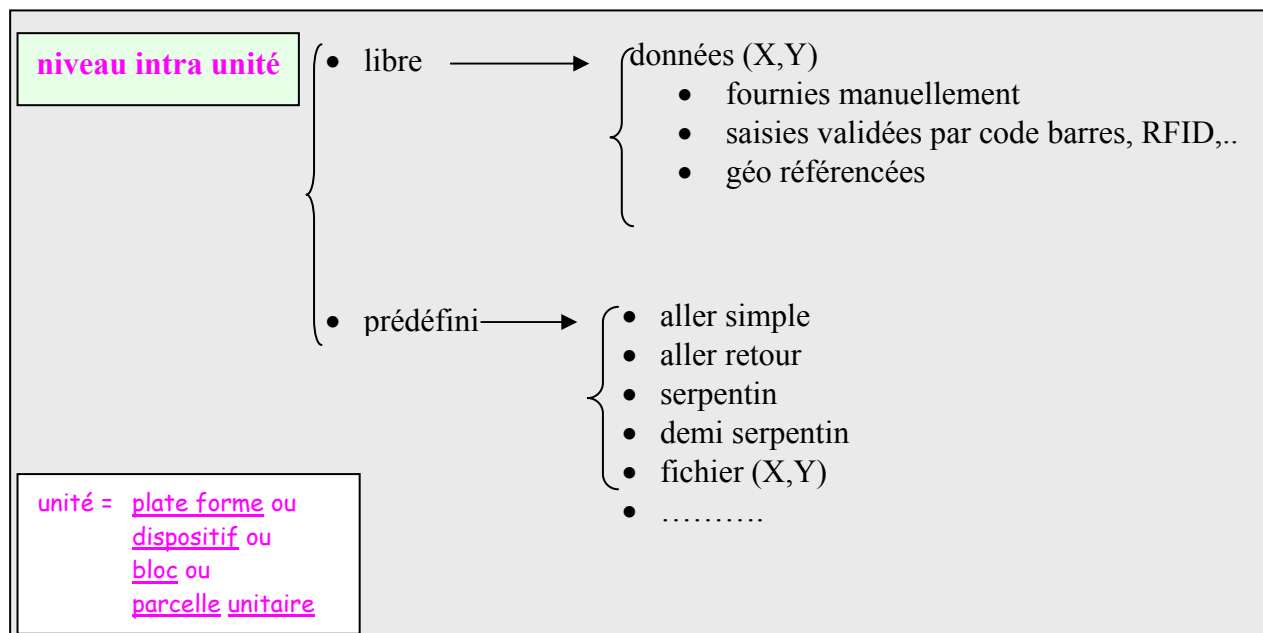 niveau intra unité
• libre
données (X,Y)
• fournies manuellement
• saisies validées par code barres, RFID,..
• géo référencées
• prédéfini
• aller simple
• aller retour
• serpentin
• demi serpentin
• fichier (X,Y)
• ……….
unité = plate forme ou
dispositif ou
bloc ou
parcelle unitaire